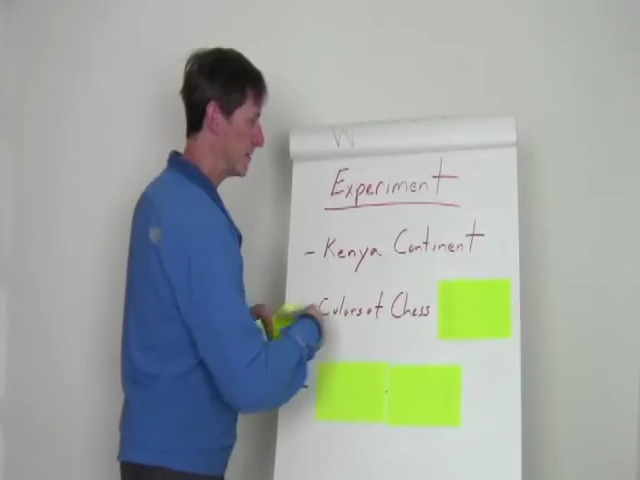 W
Experiment
- Kenya Continent
Colors of Chess
-